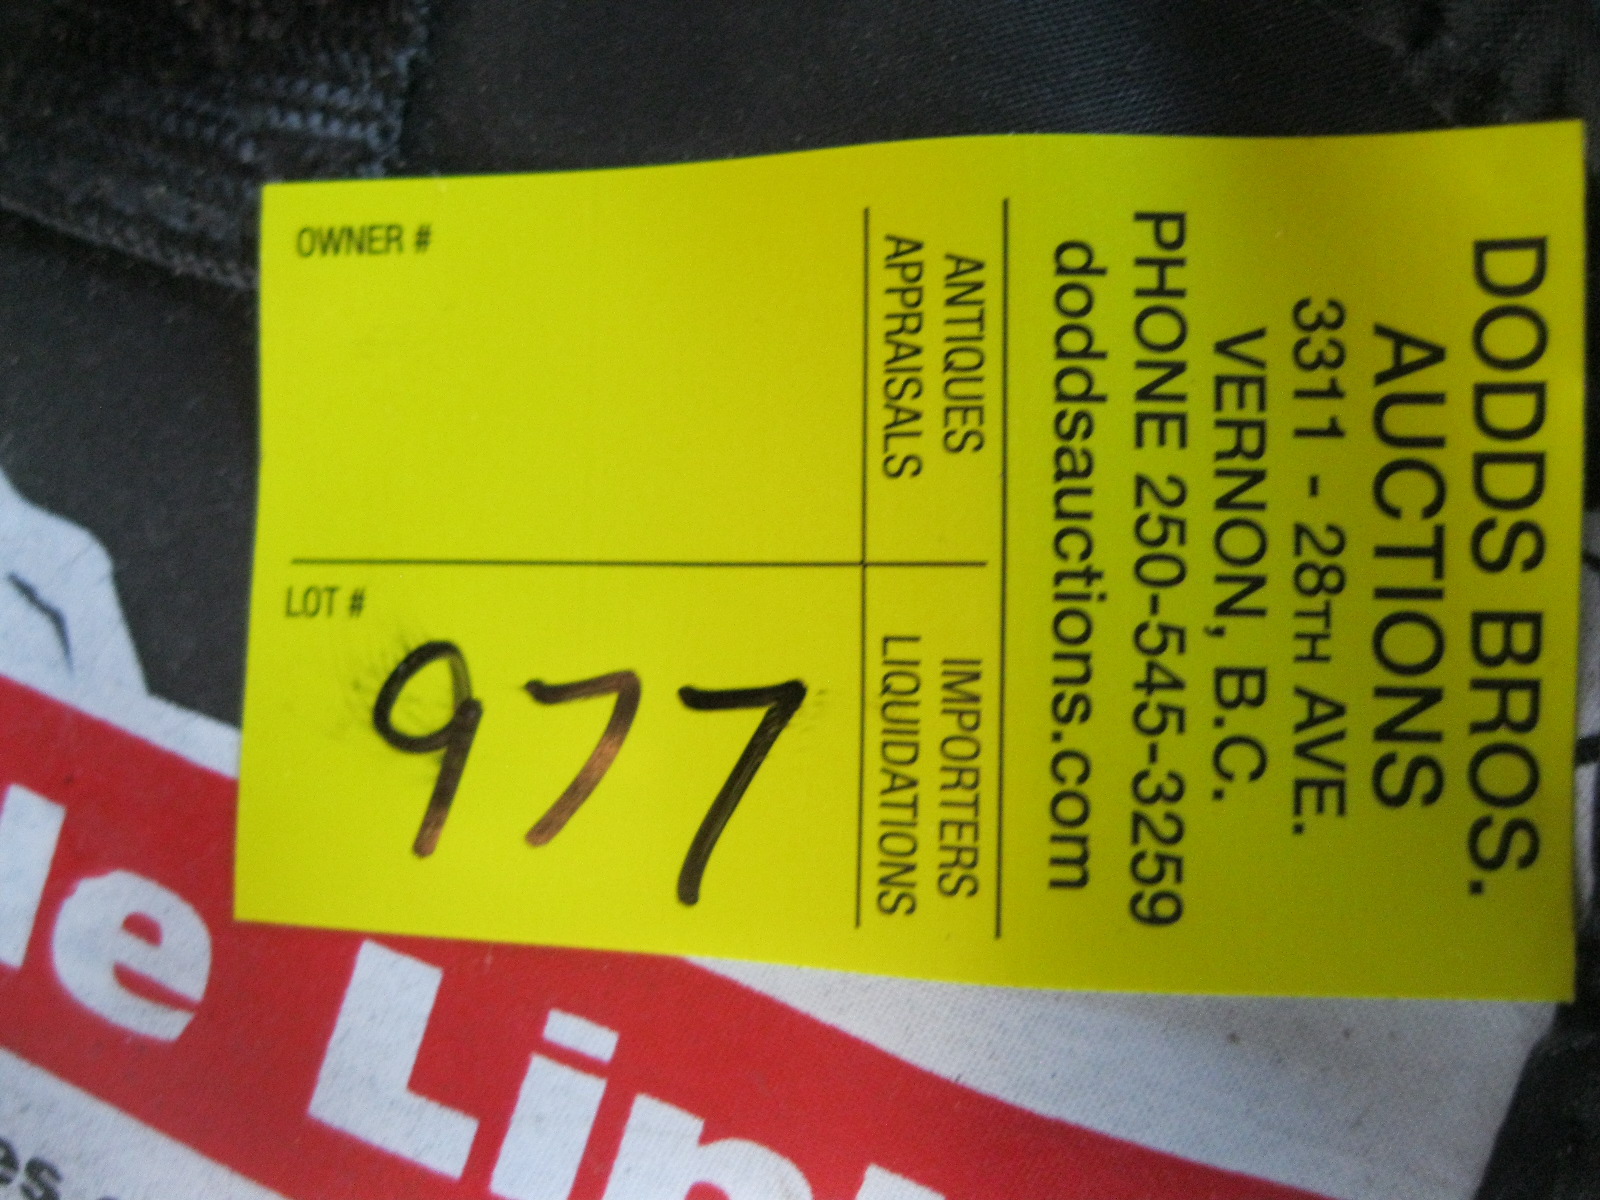 DODDS BROS.
AUCTIONS
3311 - 28TH AVE.
VERNON, B.C.
PHONE 250-545-3259
doddsauctions.com
ANTIQUES
APPRAISALS
IMPORTERS
LIQUIDATIONS
OWNER #
LOT #
977